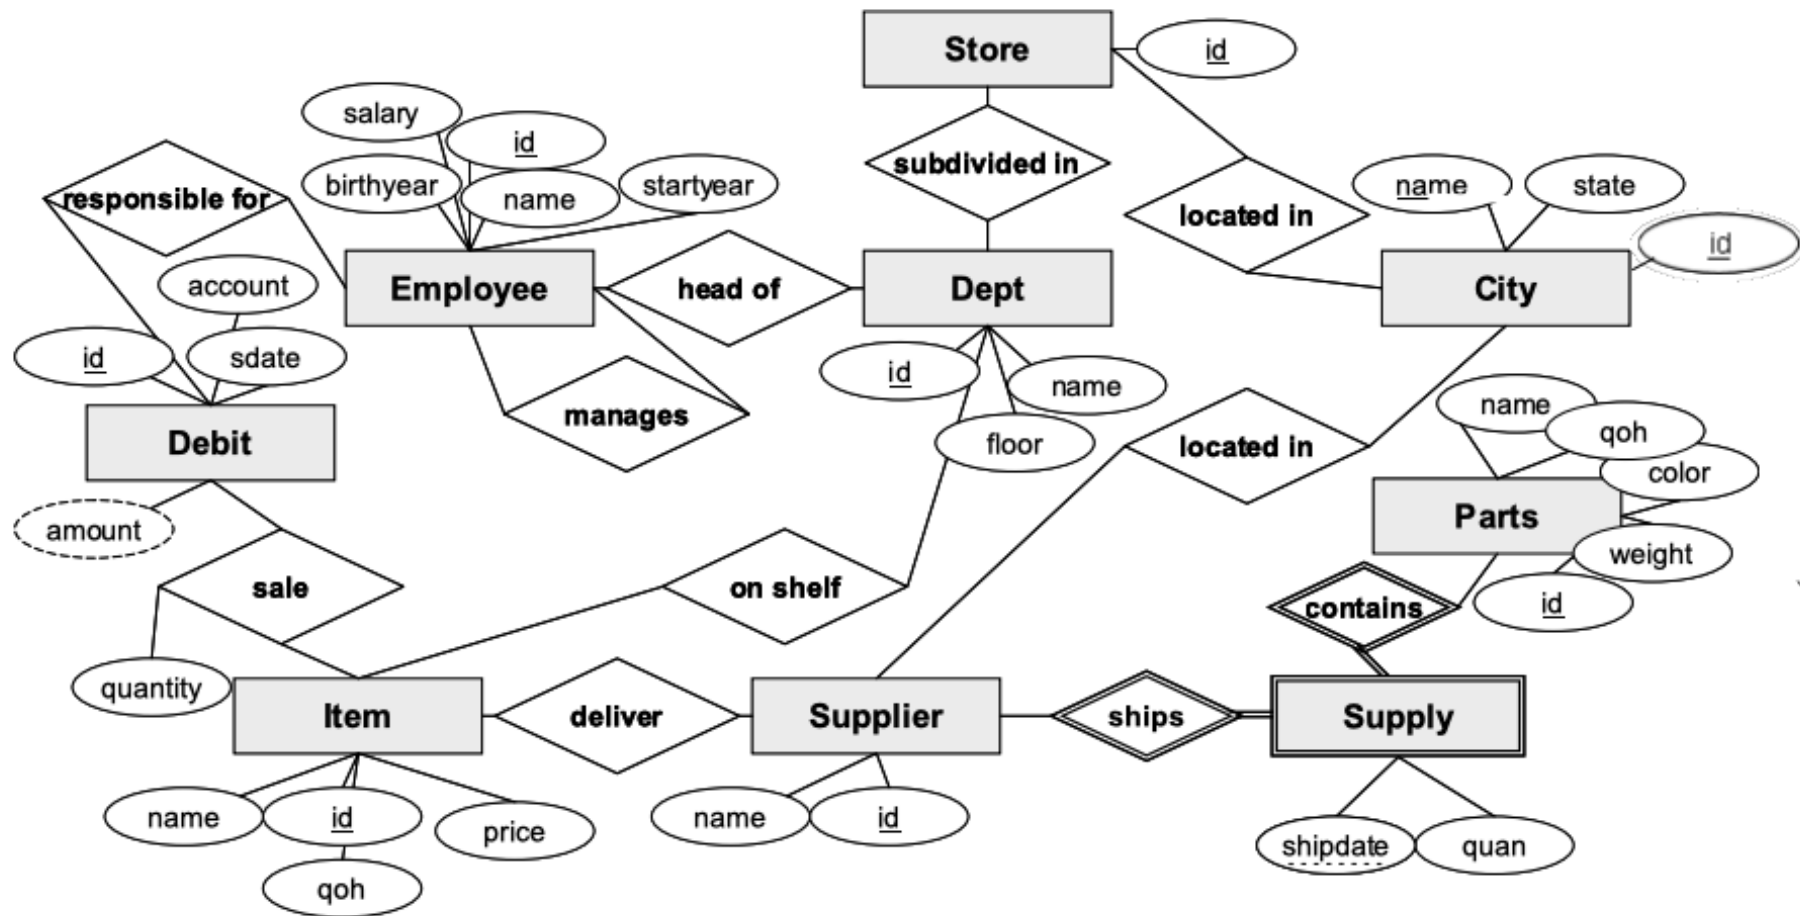 Store
id
salary
id
subdivided in
responsible for
birthyear
name
startyear
name
state
located in
id
account
Employee
head of
Dept
City
id
sdate
id
name
manages
name
Debit
floor
located in
qoh
color
Parts
amount
weight
sale
on shelf
contains
id
quantity
Item
deliver
Supplier
ships
Supply
name
id
price
name
id
shipdate
quan
qoh